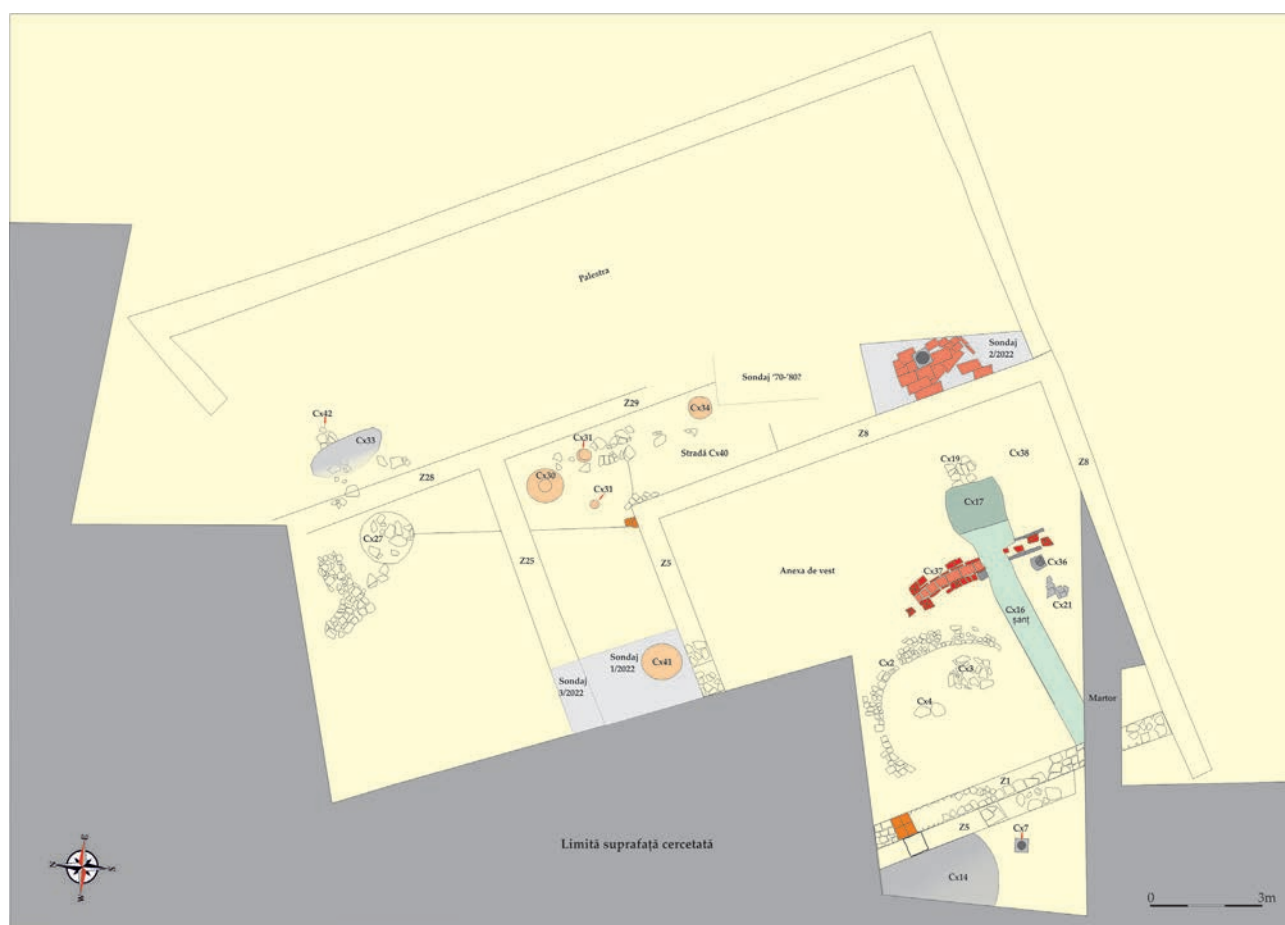 Palestra
Sondaj
2/2022
Sondaj '70-'80?
Z29
Cx34
Cx42
Cx33
Cx31
Stradă Cx40
Z8
Cx19
Cx38
Z8
Cx30
Z28
Cx31
Cx17
Cx27
Z25
Z5
Anexa de vest
Cx37
Cx36
Cx21
Cx16
șanț
Sondaj
1/2022
Cx41
Cx2
Cx3
Sondaj
3/2022
Cx4
Martor
Z1
Z5
Cx7
Limită suprafață cercetată
Cx14
E
N
S
W
0
3m